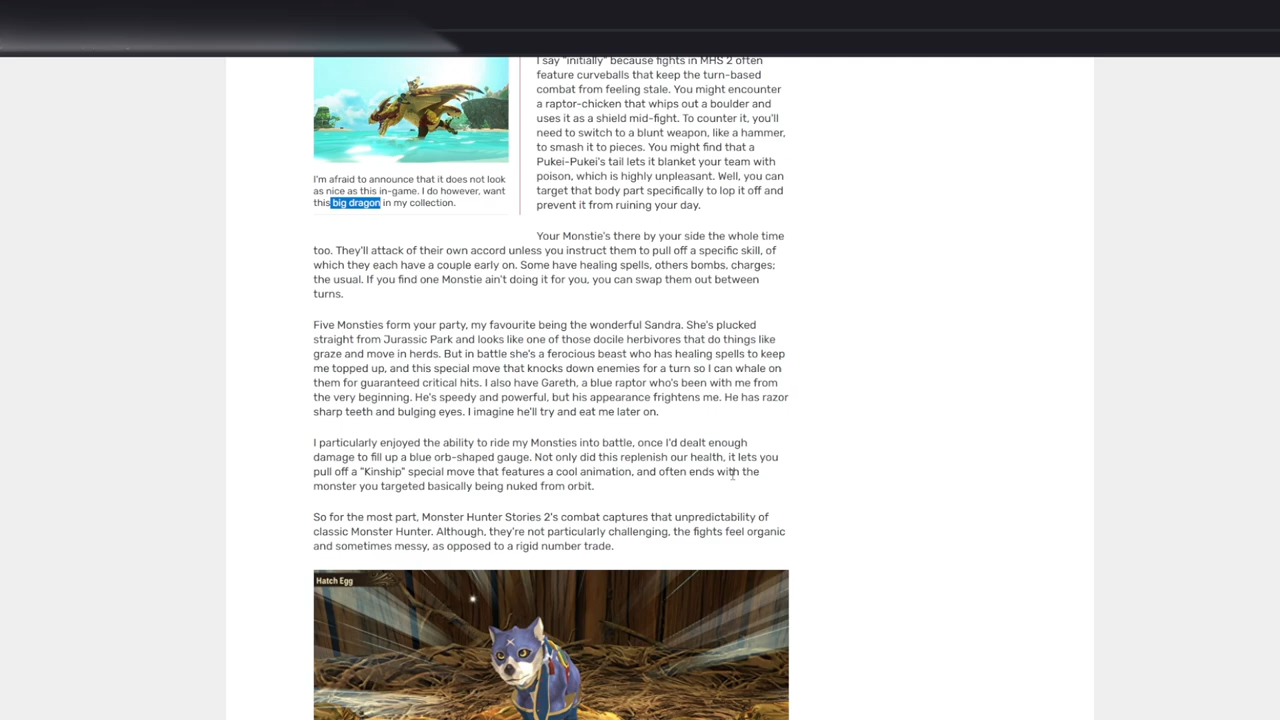 I say "initially" because fights in MHS 2 often
feature curveballs that keep the turn-based
combat from feeling stale. You might encounter
a raptor-chicken that whips out a boulder and
uses it as a shield mid-fight. To counter it, you'll
need to switch to a blunt weapon, like a hammer,
to smash it to pieces. You might find that a
Pukei-Pukei's tail lets it blanket your team with
poison, which is highly unpleasant. Well, you can
target that body part specifically to lop it off and
prevent it from ruining your day.
I'm afraid to announce that it does not look
as nice as this in-game. I do however, want
this big dragon in my collection.
Your Monstie's there by your side the whole time
too. They'll attack of their own accord unless you instruct them to pull off a specific skill, of
which they each have a couple early on. Some have healing spells, others bombs, charges;
the usual. If you find one Monstie ain't doing it for you, you can swap them out between
turns.
Five Monsties form your party, my favourite being the wonderful Sandra. She's plucked
straight from Jurassic Park and looks like one of those docile herbivores that do things like
graze and move in herds. But in battle she's a ferocious beast who has healing spells to keep
me topped up, and this special move that knocks down enemies for a turn so I can whale on
them for guaranteed critical hits. I also have Gareth, a blue raptor who's been with me from
the very beginning. He's speedy and powerful, but his appearance frightens me. He has razor
sharp teeth and bulging eyes. I imagine he'll try and eat me later on.
I particularly enjoyed the ability to ride my Monsties into battle, once I'd dealt enough
damage to fill up a blue orb-shaped gauge. Not only did this replenish our health, it lets you
pull off a "Kinship" special move that features a cool animation, and often ends with the
monster you targeted basically being nuked from orbit.
So for the most part, Monster Hunter Stories 2's combat captures that unpredictability of
classic Monster Hunter. Although, they're not particularly challenging, the fights feel organic
and sometimes messy, as opposed to a rigid number trade.
Hatch Egg